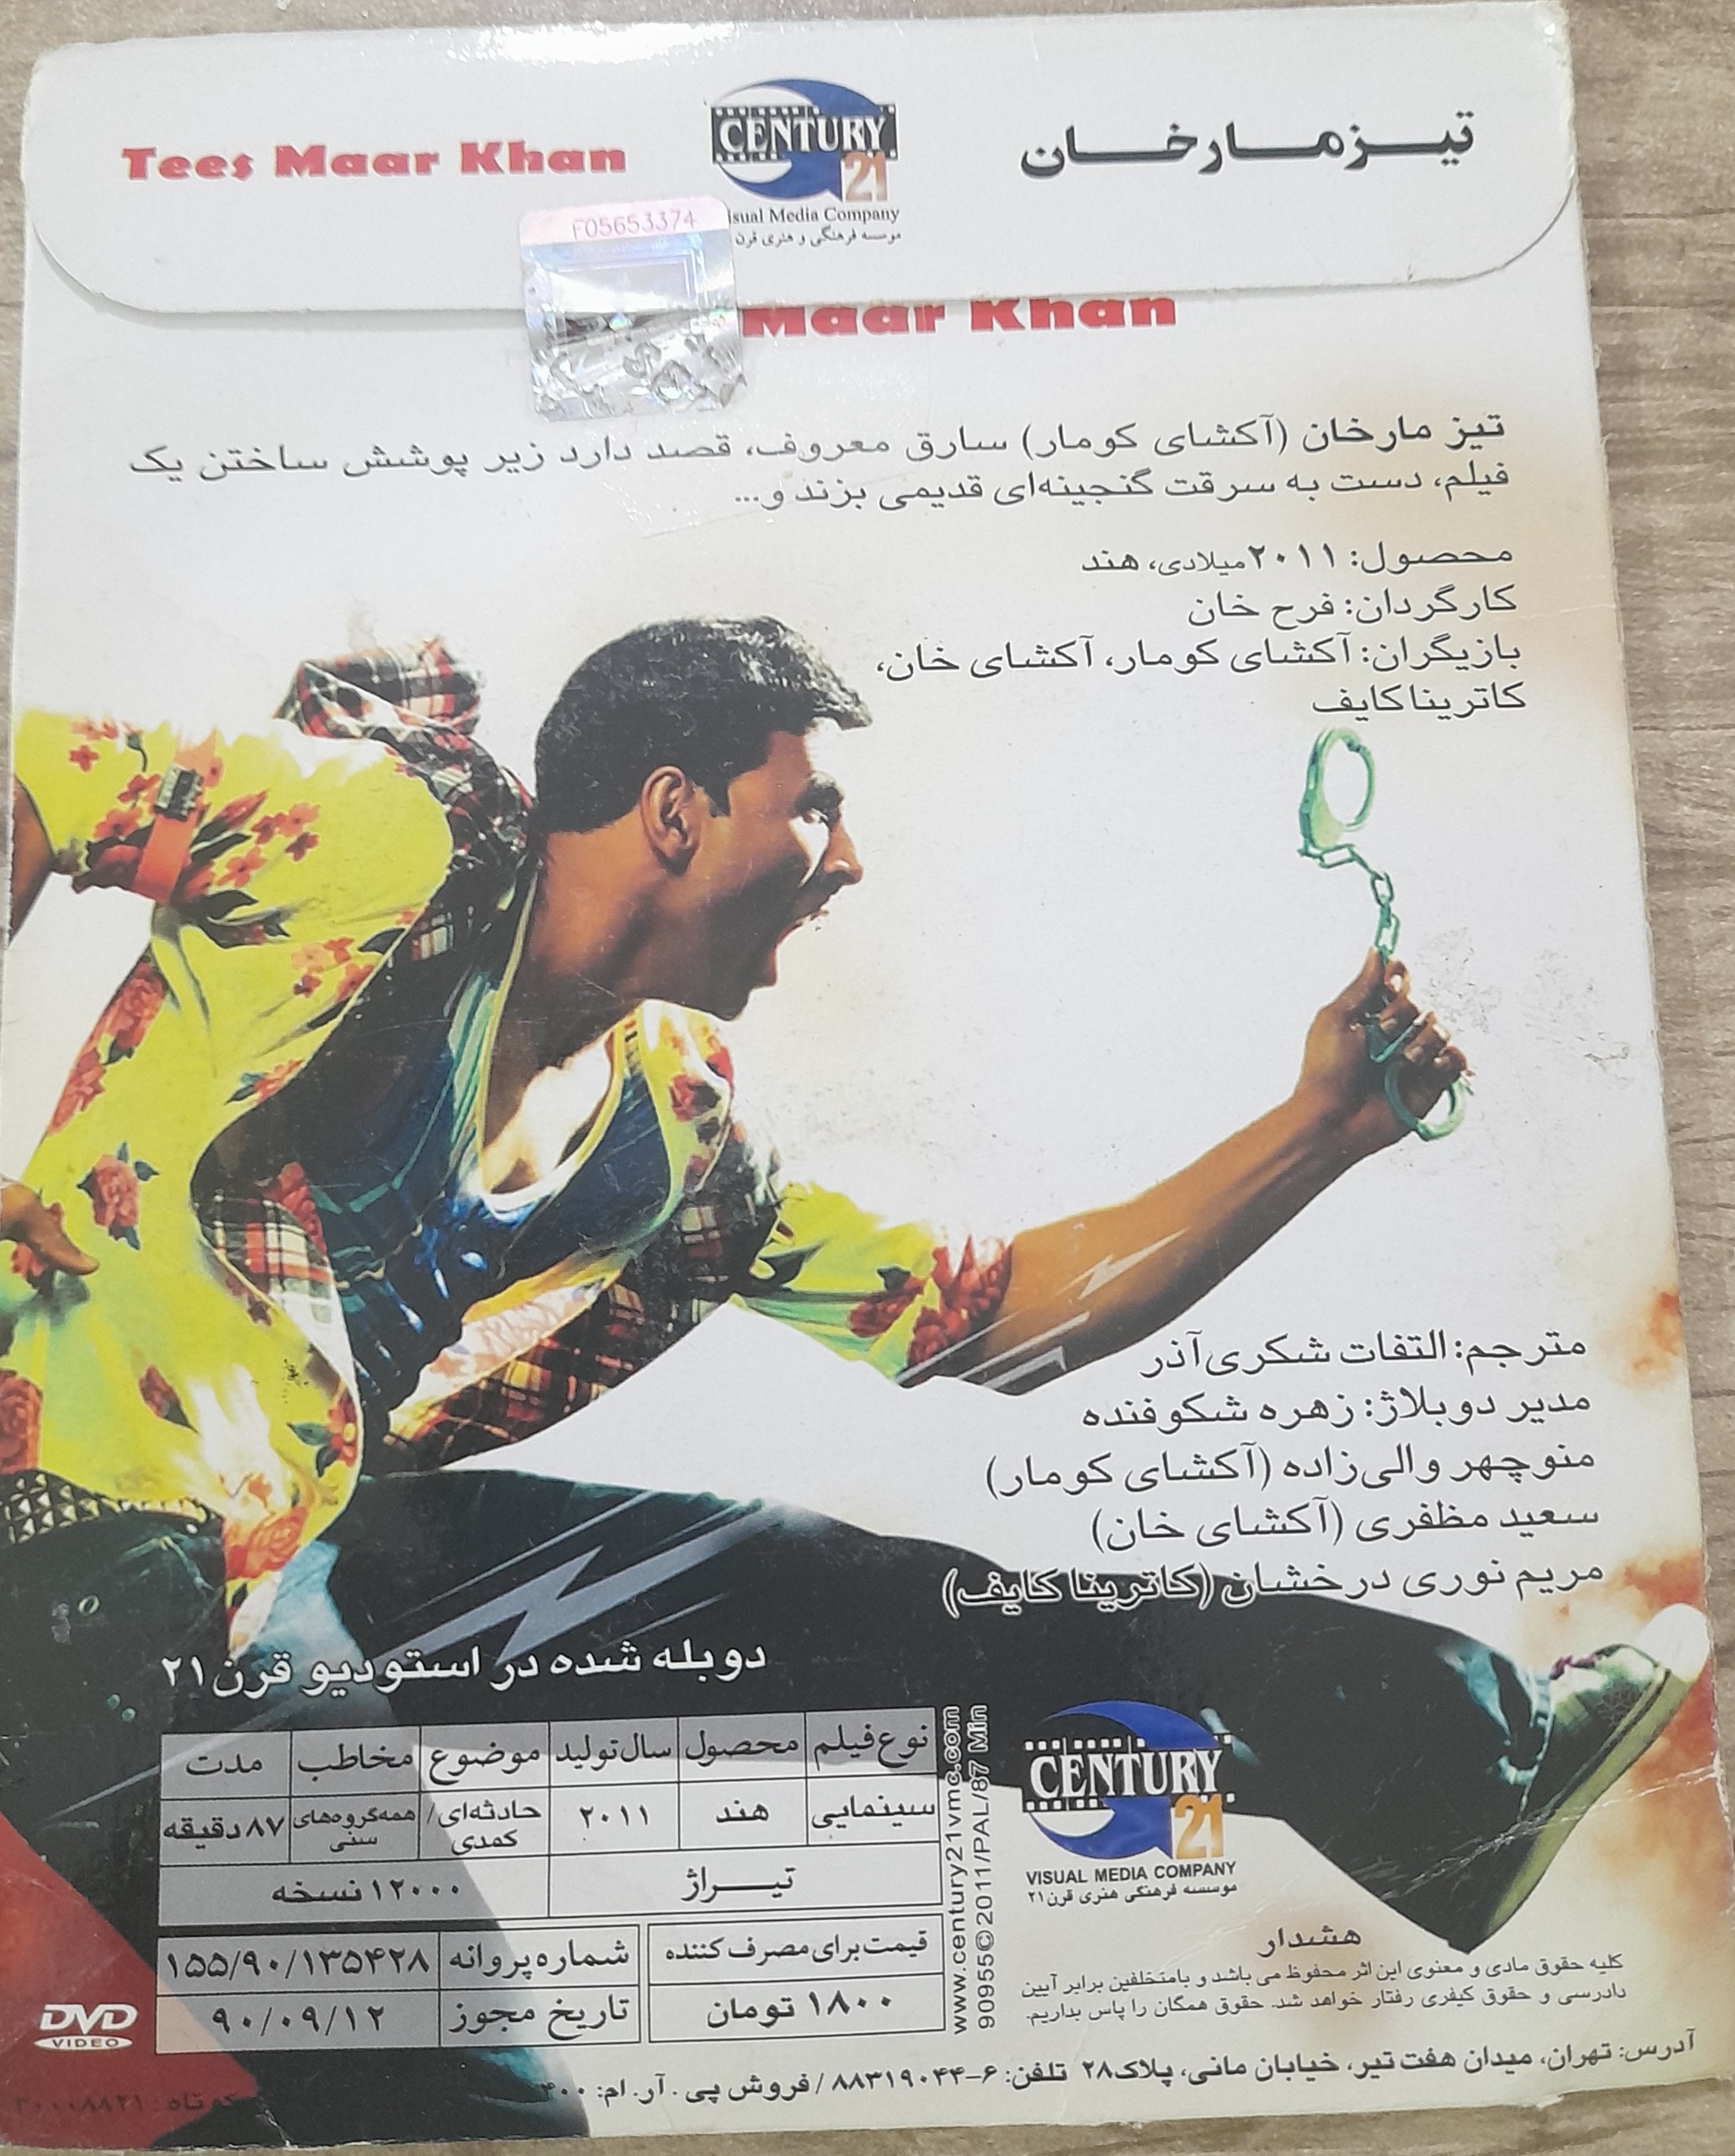 Tees Maar Khan
CENTURY
21
isual Media Company
موسسه فرهنگی و هنری قرن
تیزمارخان
F05653374
Maar Khan
تیز مارخان (آکشای کومار) سارق معروف، قصد دارد زیر پوشش ساختن یک
فیلم، دست به سرقت گنجینه‌ای قدیمی بزند و...
محصول: ۲۰۱۱ میلادی، هند
کارگردان: فرح خان
بازیگران: آکشای کومار، آکشای خان،
کاترینا کایف
مترجم: التفات شکری‌آذر
مدیر دوبلاژ: زهره شکوفنده
منوچهر والی‌زاده (آکشای کومار)
سعید مظفری (آکشای خان)
مریم نوری درخشان (کاترینا کایف)
دوبله شده در استودیو قرن ۲۱
نوع فیلم محصول سال تولید موضوع مخاطب مدت
سینمایی هند ۲۰۱۱ حادثه‌ای/کمدی همه گروه‌های سنی ۸۷ دقیقه
تیراژ ۱۲۰۰۰ نسخه
قیمت برای مصرف کننده
۱۸۰۰ تومان
شماره پروانه ۱۵۵/۹۰/۱۳۵۴۲۸
تاریخ مجوز ۹۰/۰۹/۱۲
www.century21vmc.com
90955©2011/PAL/87 Min
CENTURY
21
VISUAL MEDIA COMPANY
موسسه فرهنگی هنری قرن ۲۱
هشدار
کلیه حقوق مادی و معنوی این اثر محفوظ می باشد و با متخلفین برابر آیین
دادرسی و حقوق کیفری رفتار خواهد شد. حقوق همگان را پاس بداریم.
DVD
VIDEO
آدرس: تهران، میدان هفت تیر، خیابان مانی، پلاک ۲۸ تلفن: ۶-۸۸۳۱۹۰۴۴ / فروش پی.آر.ام: ۴۰۰